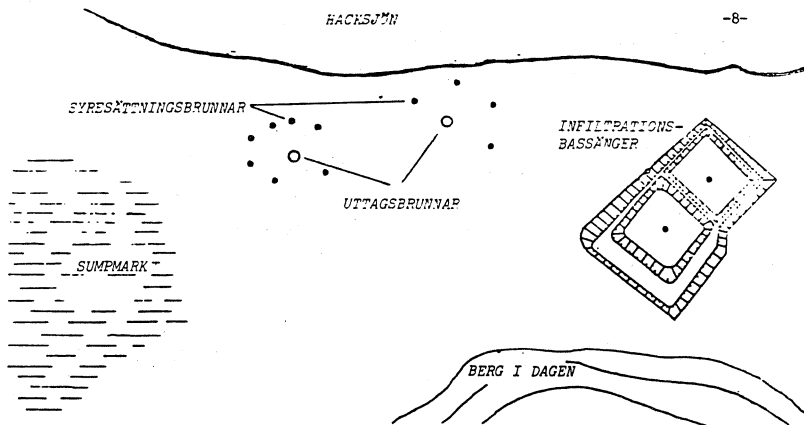 HACKSJÖN
-8-
SYRESÄTTNINGSBRUNNAR
INFILTRATIONS-
BASSÄNGER
UTTAGSBRUNNAR
SUMPMARK
BERG I DAGEN